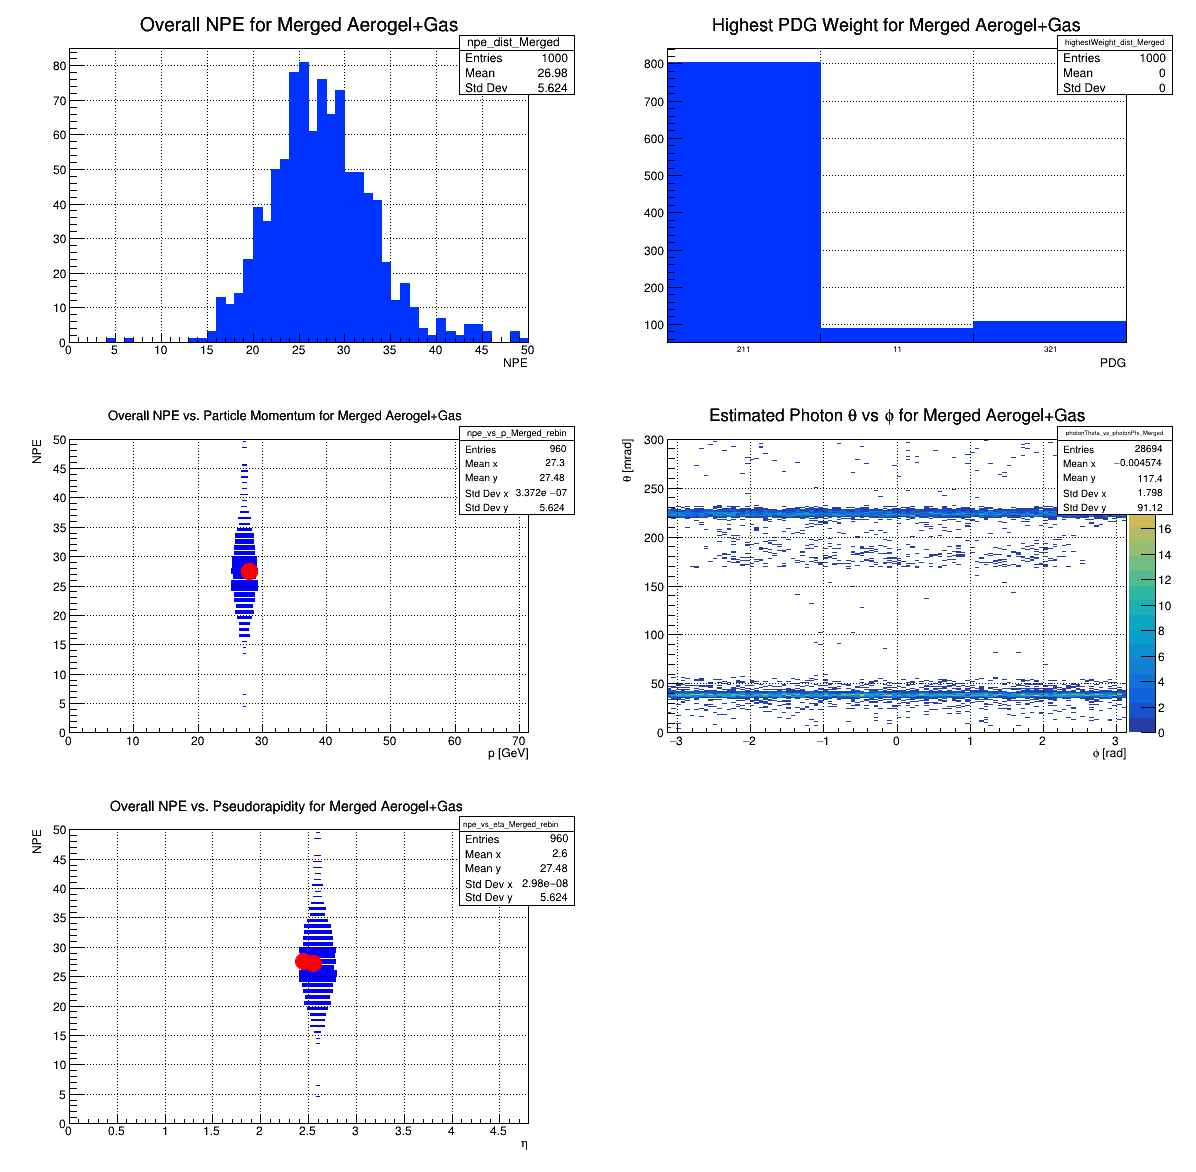 Overall NPE for Merged Aerogel+Gas
npe_dist_Merged
Entries 1000
Mean 26.98
Std Dev 5.624
80
70
60
50
40
30
20
10
0
0 5 10 15 20 25 30 35 40 45 50
NPE
Highest PDG Weight for Merged Aerogel+Gas
highestWeight_dist_Merged
Entries 1000
Mean 0
Std Dev 0
800
700
600
500
400
300
200
100
211 11 321
PDG
Overall NPE vs. Particle Momentum for Merged Aerogel+Gas
npe_vs_p_Merged_rebin
Entries 960
Mean x 27.3
Mean y 27.48
Std Dev x 3.372e −07
Std Dev y 5.624
NPE
50
45
40
35
30
25
20
15
10
5
0
0 10 20 30 40 50 60 70
p [GeV]
Estimated Photon θ vs ϕ for Merged Aerogel+Gas
photonTheta_vs_photonPhi_Merged
Entries 28694
Mean x −0.004574
Mean y 117.4
Std Dev x 1.798
Std Dev y 91.12
θ [mrad]
300
250
200
150
100
50
0
−3 −2 −1 0 1 2 3
ϕ [rad]
16
14
12
10
8
6
4
2
0
Overall NPE vs. Pseudorapidity for Merged Aerogel+Gas
npe_vs_eta_Merged_rebin
Entries 960
Mean x 2.6
Mean y 27.48
Std Dev x 2.98e−08
Std Dev y 5.624
NPE
50
45
40
35
30
25
20
15
10
5
0
0 0.5 1 1.5 2 2.5 3 3.5 4 4.5
η